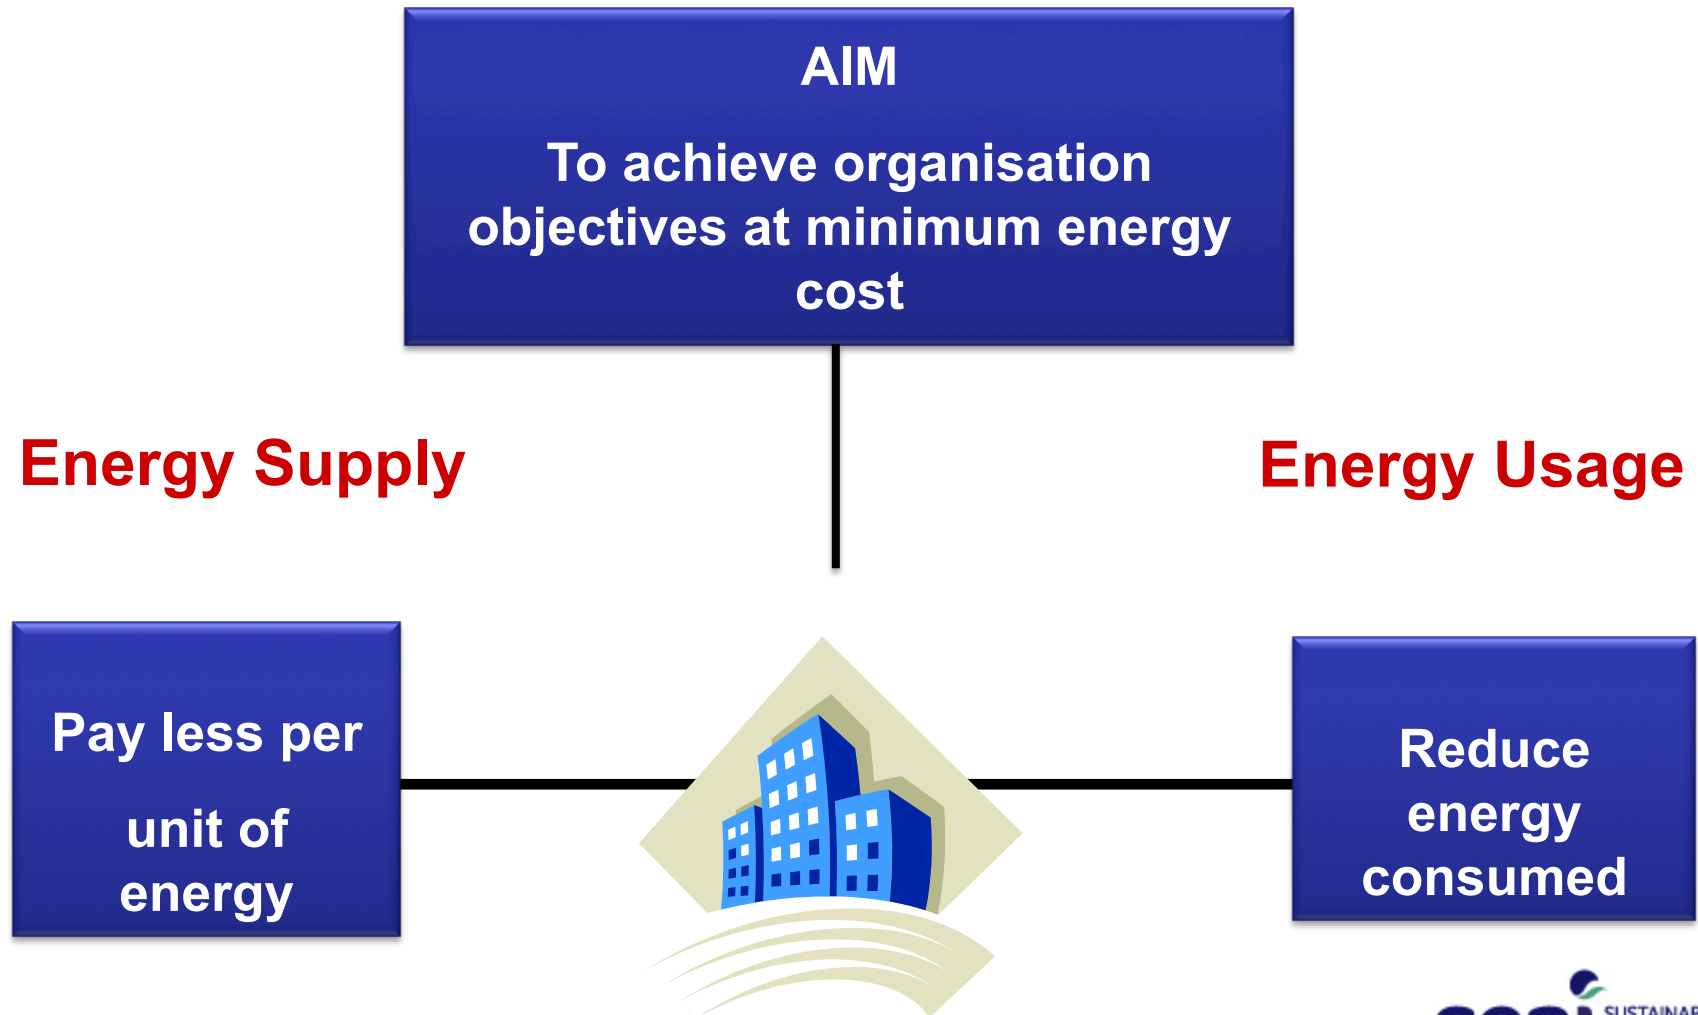 AIM
To achieve organisation
objectives at minimum energy
cost
Energy Supply
Energy Usage
Pay less per
unit of
energy
Reduce
energy
consumed